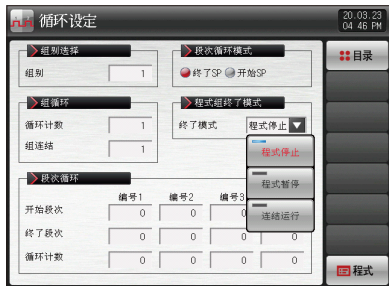 循环设定
20.03.23
04 46 PM
组别选择
组别 1
段次循环模式
终了SP 开始SP
目录
组循环
循环计数 1
组连结 1
程式组终了模式
终了模式 程式停止
程式停止
程式暂停
连结运行
段次循环
编号1 编号2 编号3
开始段次 0 0 0
终了段次 0 0 0 0
循环计数 0 0 0 0
程式